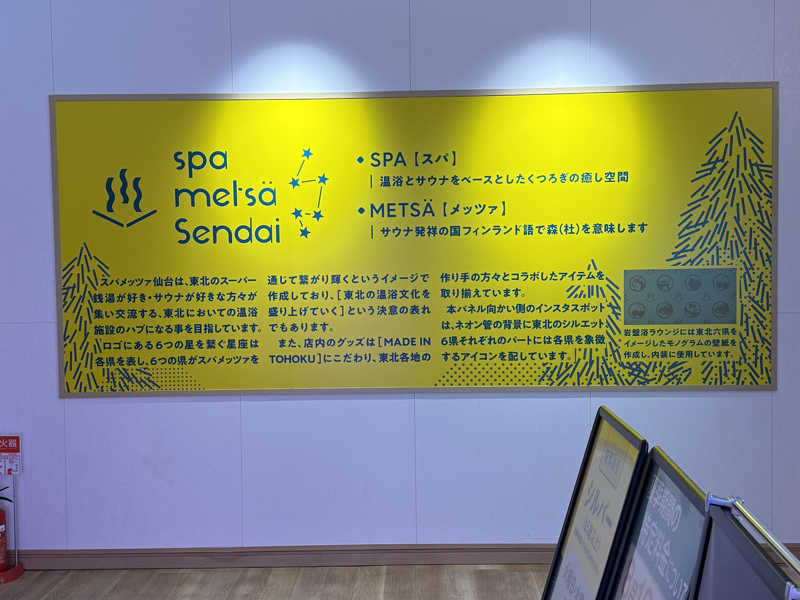 spa
metsä
Sendai
SPA【スパ】
温浴とサウナをベースとしたくつろぎの癒し空間
METSÄ【メッツァ】
サウナ発祥の国フィンランド語で森(社)を意味します
スパメッツァ仙台は、東北のスーパー
銭湯が好き・サウナが好きな方々が
集い交流する、東北においての温浴
施設のハブになる事を目指しています。
ロゴにある6つの星を繋ぐ星座は
各県を表し、6つの県がスパメッツァを
通じて繋がり輝くというイメージで
作成しており、[東北の温浴文化を
盛り上げていく]という決意の表れ
でもあります。
また、店内のグッズは[MADE IN
TOHOKU]にこだわり、東北各地の
作り手の方々とコラボしたアイテムを
取り揃えています。
本パネル向かい側のインスタスポット
は、ネオン管の背景に東北のシルエット
6県それぞれのパートには各県を象徴
するアイコンを配しています。
岩盤浴ラウンジには東北六県を
イメージしたモノグラムの壁紙を
作成し、内装に使用しています。
火器
シルバー